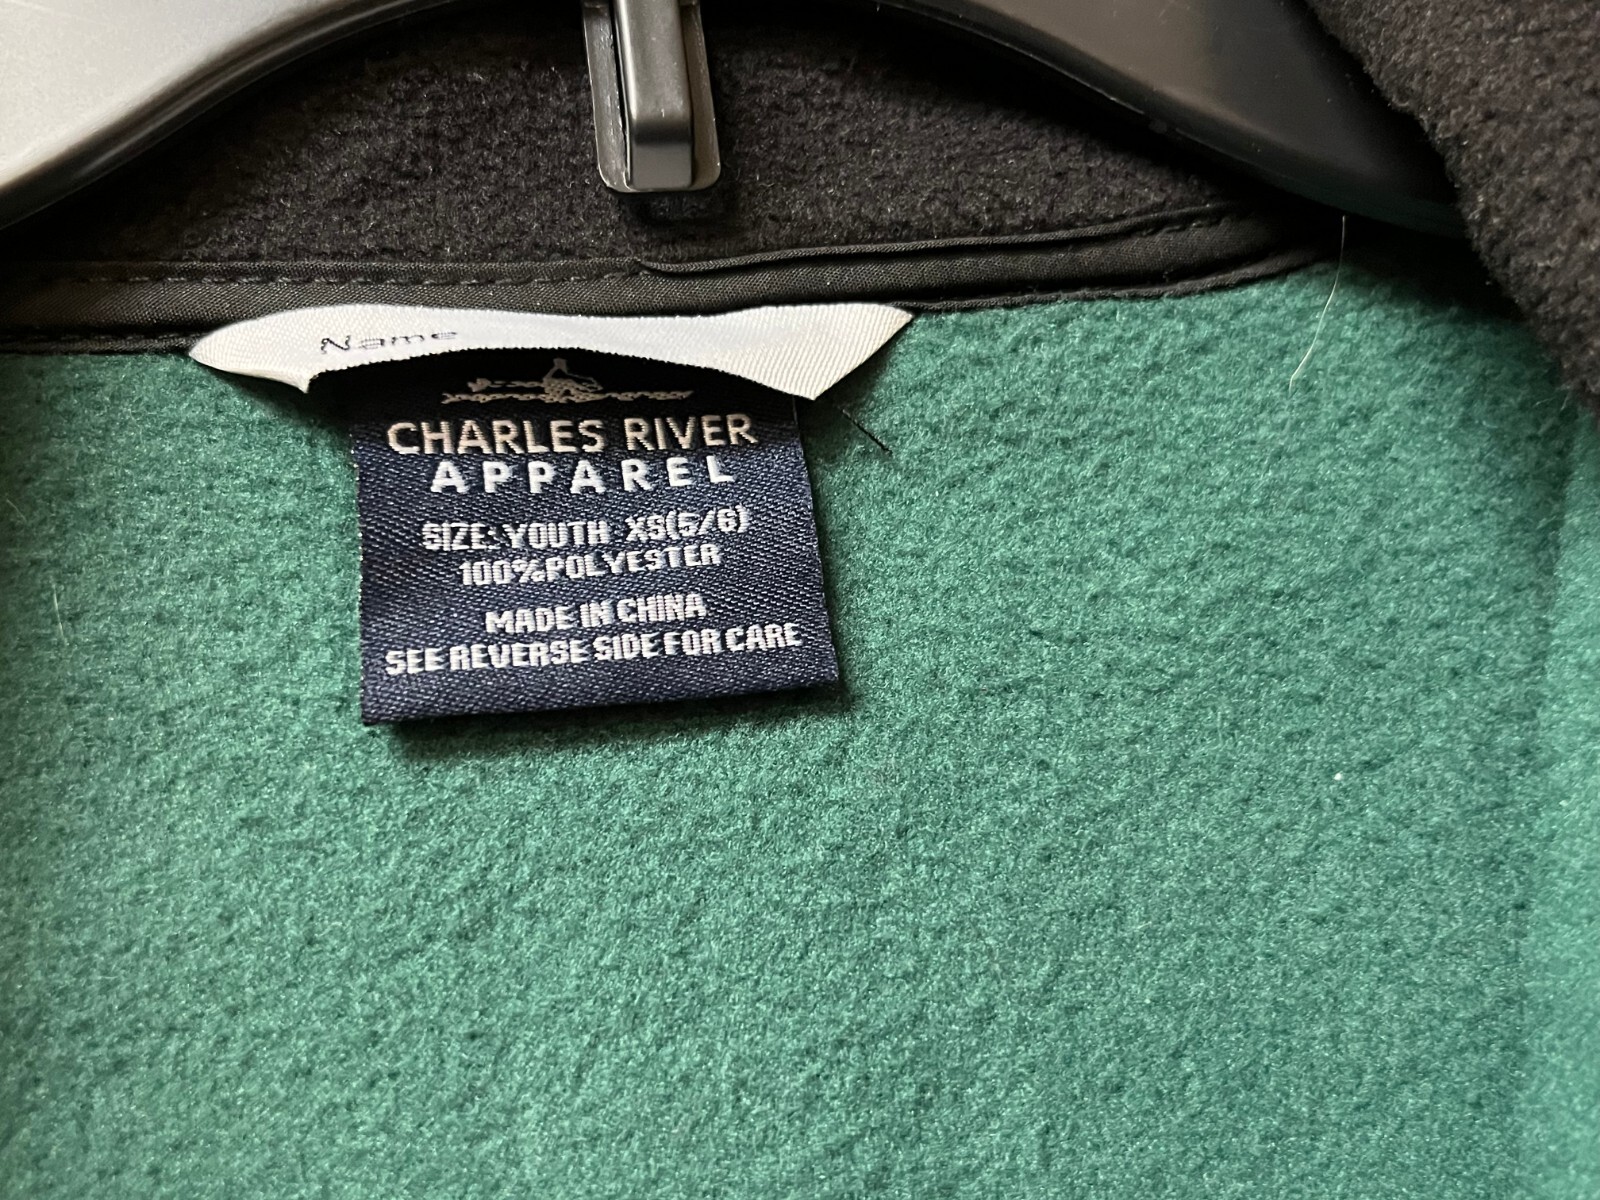 Name
CHARLES RIVER
APPAREL
SIZE: YOUTH XS(5/6)
100%POLYESTER
MADE IN CHINA
SEE REVERSE SIDE FOR CARE